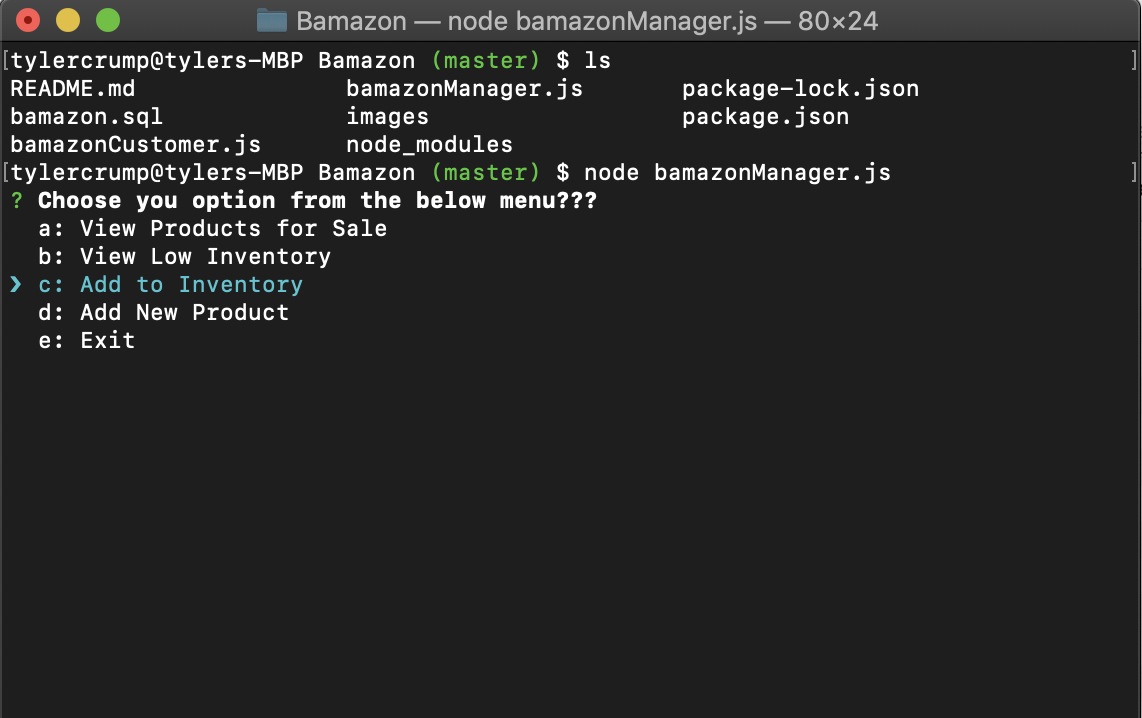 Bamazon — node bamazonManager.js — 80×24
[tylercrump@tylers-MBP Bamazon (master) $ ls ]
README.md bamazonManager.js package-lock.json
bamazon.sql images package.json
bamazonCustomer.js node_modules
[tylercrump@tylers-MBP Bamazon (master) $ node bamazonManager.js ]
? Choose you option from the below menu???
a: View Products for Sale
b: View Low Inventory
❯ c: Add to Inventory
d: Add New Product
e: Exit